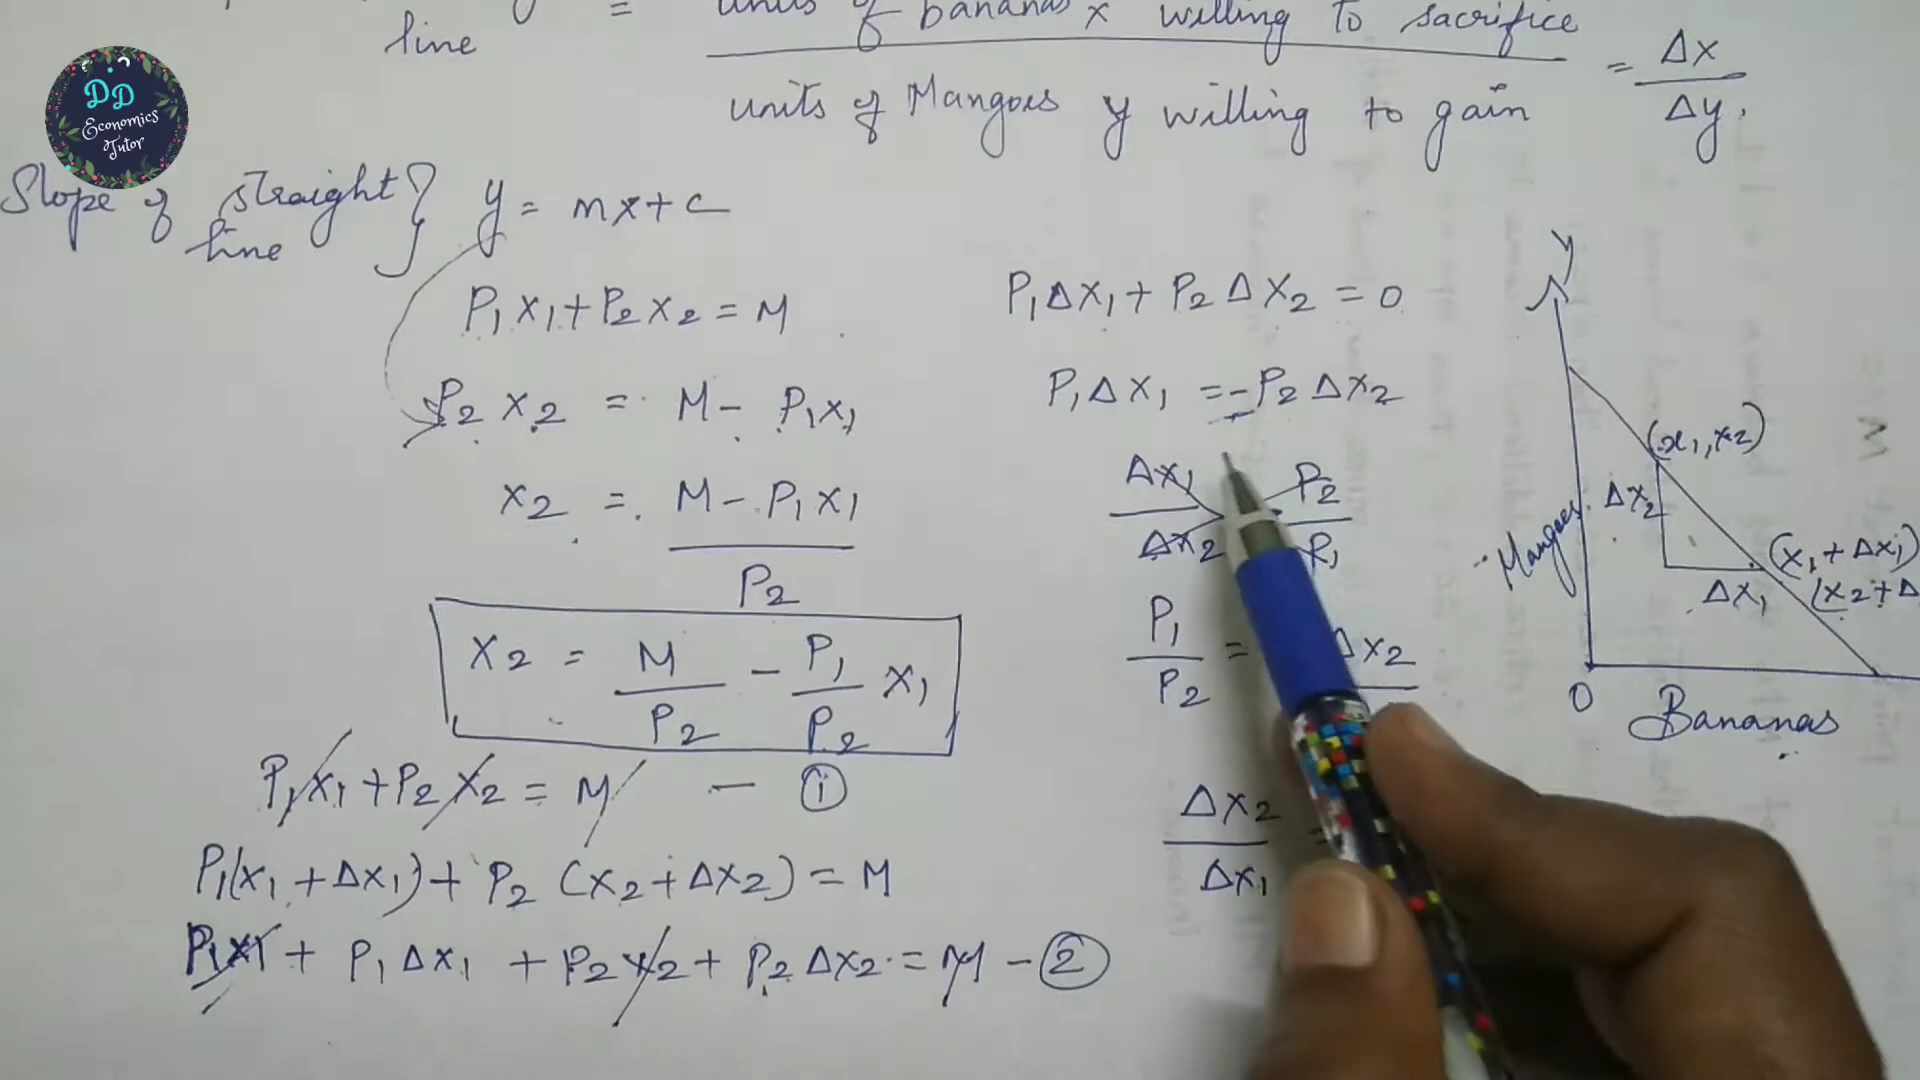 line = units of bananas x willing to sacrifice
units of Mangoes y willing to gain
= Δx
Δy.
DD
Economics
Tutor
Slope of straight line } y = mx + c
P₁x₁ + P₂x₂ = M
P₂x₂ = M - P₁x₁
x₂ = M - P₁x₁
P₂
x₂ = M/P₂ - P₁/P₂ x₁
P₁x₁ + P₂x₂ = M — ①
P₁(x₁ + Δx₁) + P₂(x₂ + Δx₂) = M
P₁x₁ + P₁Δx₁ + P₂x₂ + P₂Δx₂ = M - ②
P₁Δx₁ + P₂Δx₂ = 0
P₁Δx₁ = -P₂Δx₂
Δx₁ P₂
Δx₂ P₁
P₁/P₂ = Δx₂
Δx₂
Δx₁
y
(x₁, x₂)
Δx₂
Mangoes
(x₁ + Δx₁)
(x₂ + Δ
Δx₁
0
Bananas